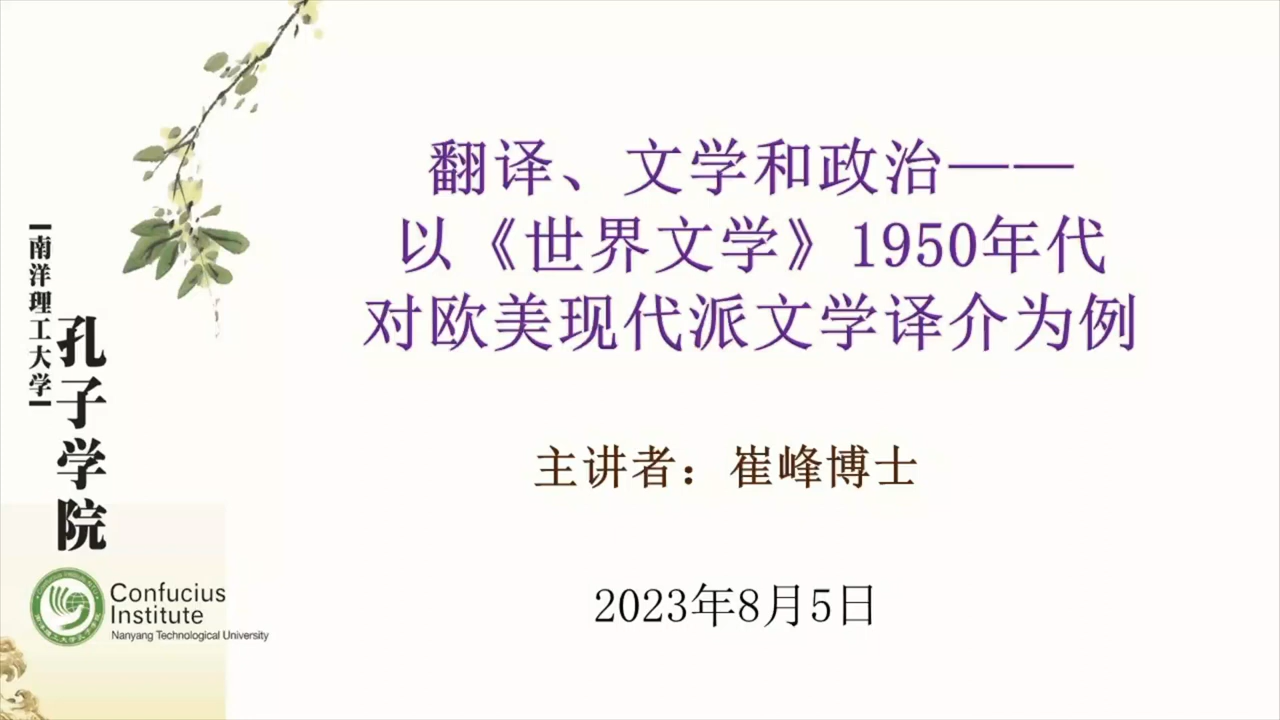 翻译、文学和政治——
以《世界文学》1950年代
对欧美现代派文学译介为例
主讲者：崔峰博士
2023年8月5日
南洋理工大学
孔子学院
Confucius
Institute
Nanyang Technological University